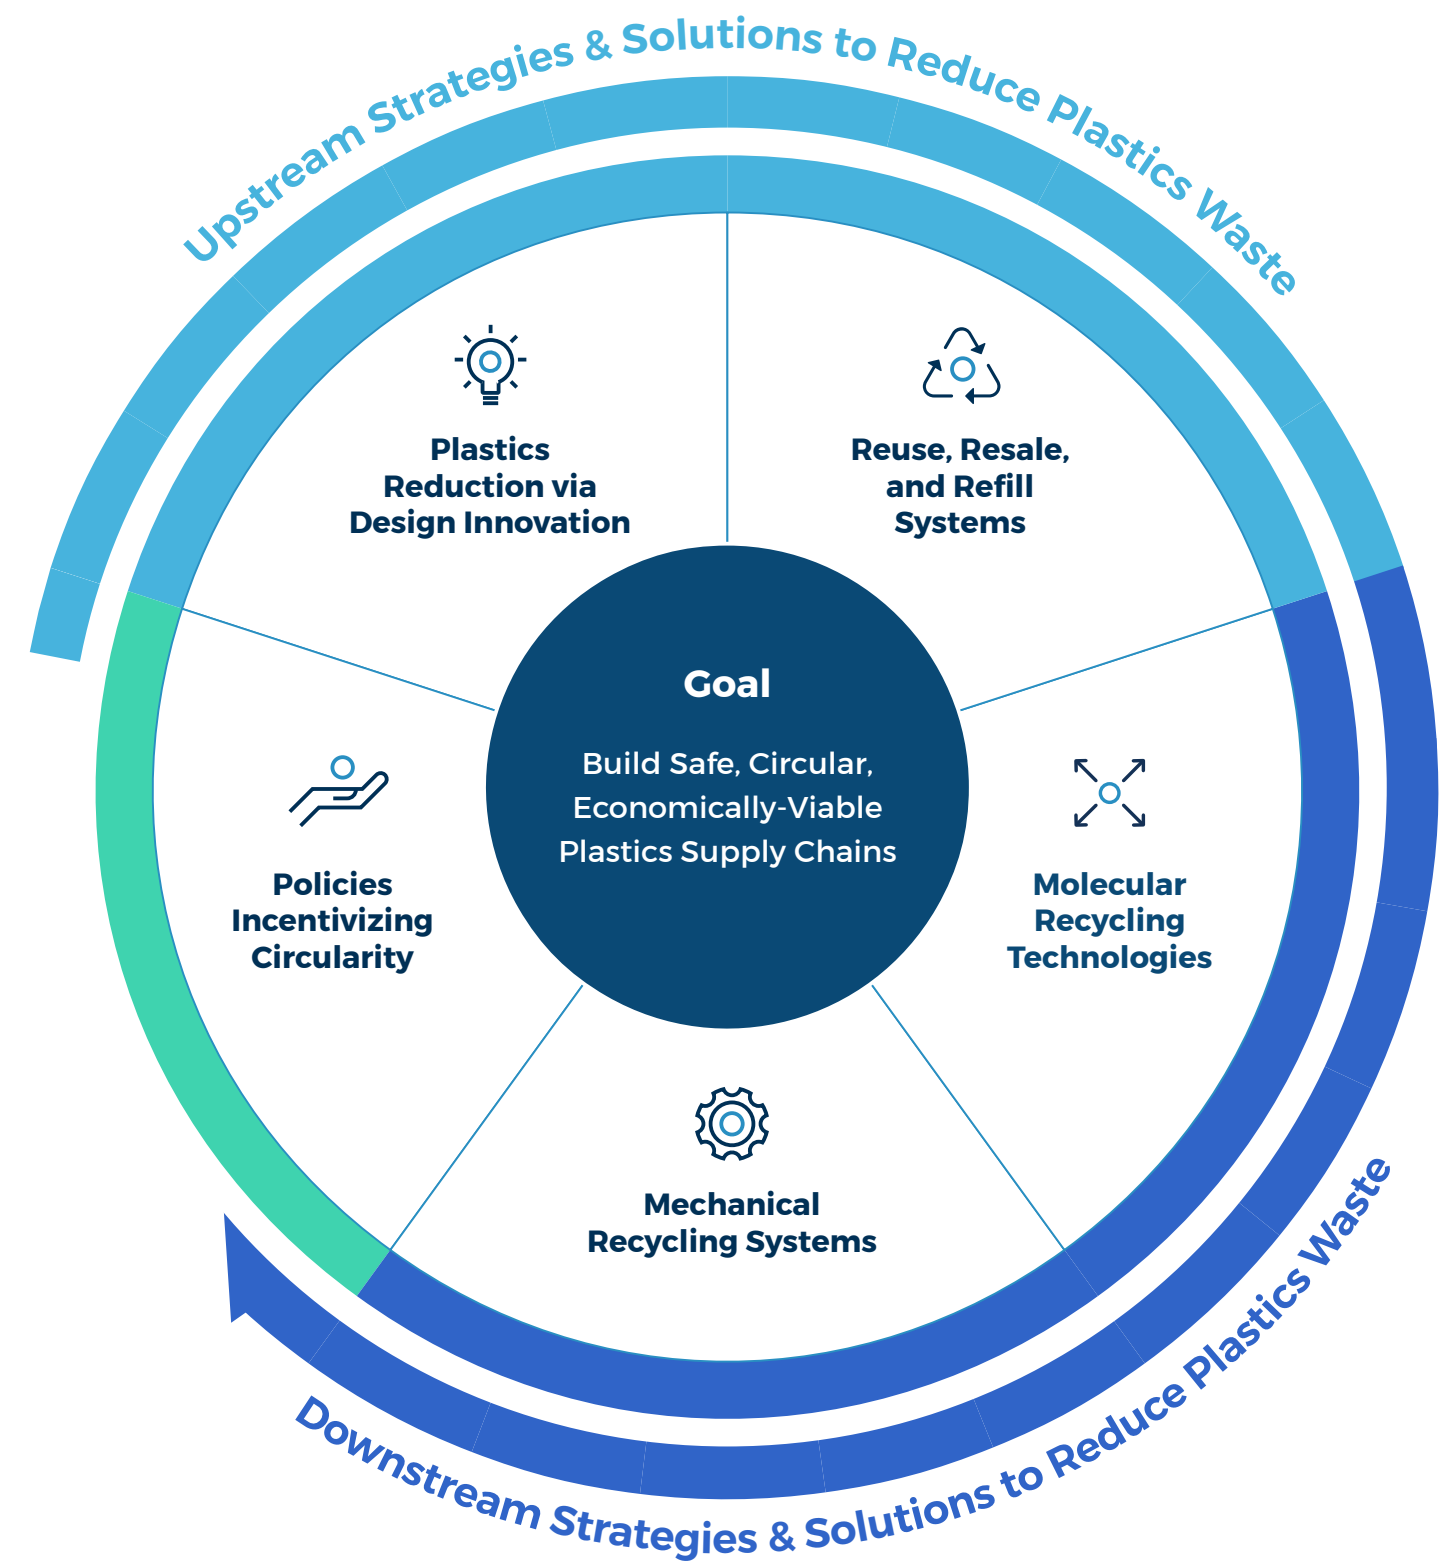 Upstream Strategies & Solutions to Reduce Plastics Waste
Plastics
Reduction via
Design Innovation
Reuse, Resale,
and Refill
Systems
Goal
Build Safe, Circular,
Economically-Viable
Plastics Supply Chains
Policies
Incentivizing
Circularity
Molecular
Recycling
Technologies
Mechanical
Recycling Systems
Downstream Strategies & Solutions to Reduce Plastics Waste